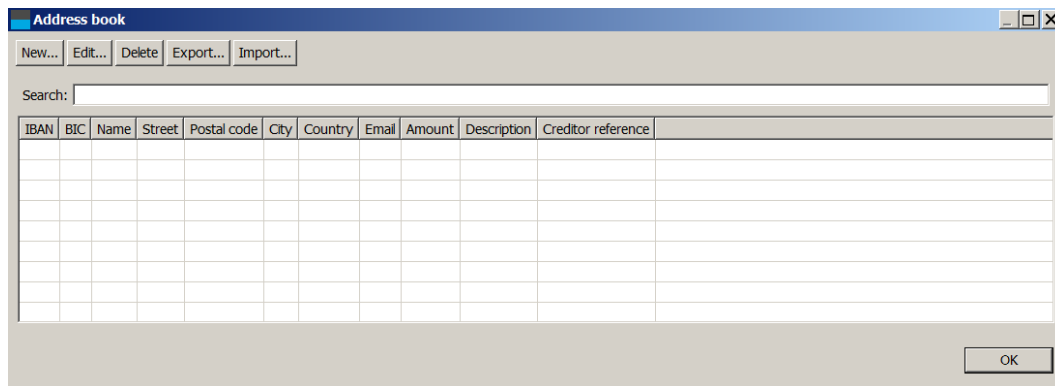 Address book
New... Edit... Delete Export... Import...
Search:
IBAN BIC Name Street Postal code City Country Email Amount Description Creditor reference
OK